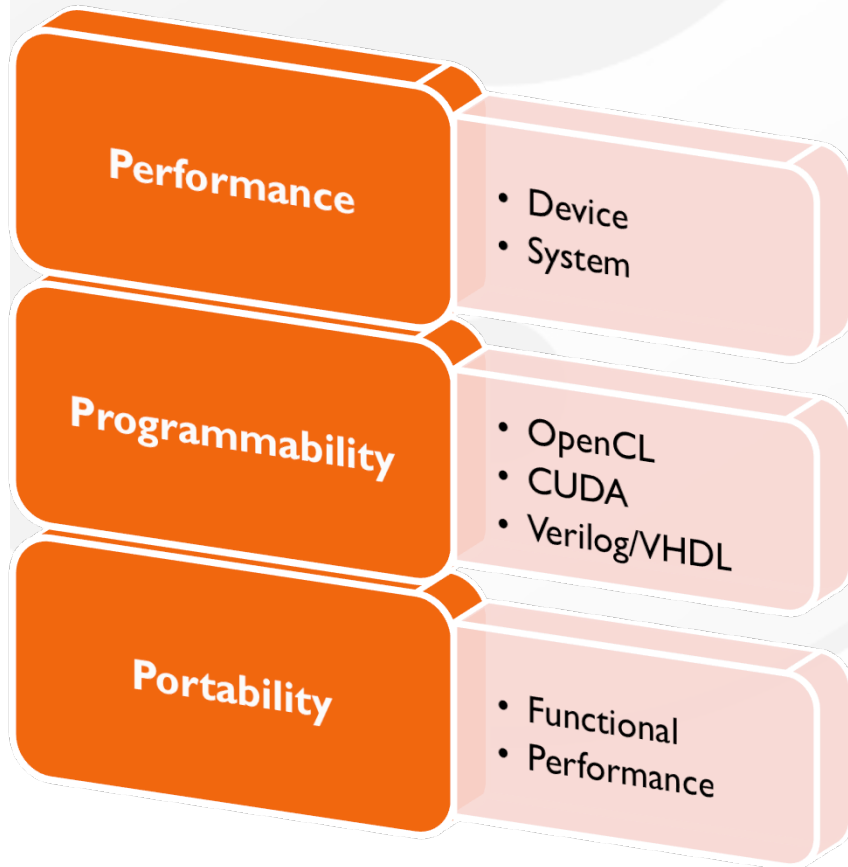 Performance
• Device
• System
Programmability
• OpenCL
• CUDA
• Verilog/VHDL
Portability
• Functional
• Performance